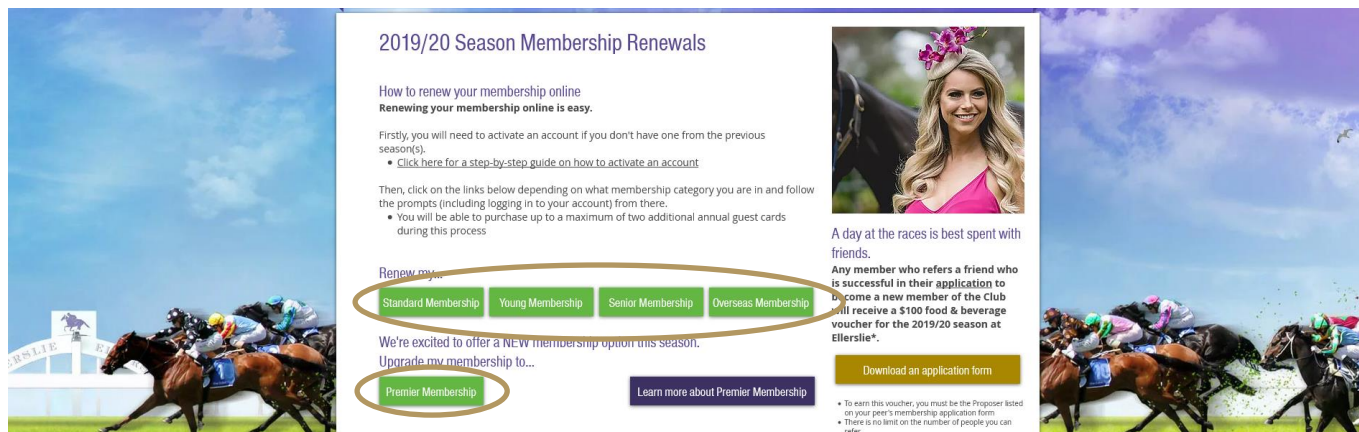 2019/20 Season Membership Renewals
How to renew your membership online
Renewing your membership online is easy.
Firstly, you will need to activate an account if you don't have one from the previous
season(s).
• Click here for a step-by-step guide on how to activate an account
Then, click on the links below depending on what membership category you are in and follow
the prompts (including logging in to your account) from there.
• You will be able to purchase up to a maximum of two additional annual guest cards
during this process
Renew my...
Standard Membership
Young Membership
Senior Membership
Overseas Membership
We're excited to offer a NEW membership option this season.
Upgrade my membership to...
Premier Membership
Learn more about Premier Membership
A day at the races is best spent with
friends.
Any member who refers a friend who
is successful in their application to
become a new member of the Club
will receive a $100 food & beverage
voucher for the 2019/20 season at
Ellerslie*.
Download an application form
• To earn this voucher, you must be the Proposer listed
on your peer's membership application form
• There is no limit on the number of people you can
refer